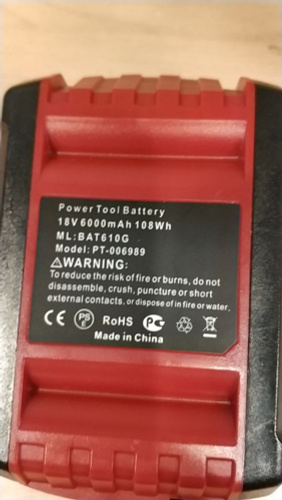 Power Tool Battery
18V 6000mAh 108Wh
ML:BAT610G
Model: PT-006989
⚠WARNING:
To reduce the risk of fire or burns, do not
disassemble, crush, puncture or short
external contacts, or dispose of in fire or water.
CE PS E RoHS PC
Made in China